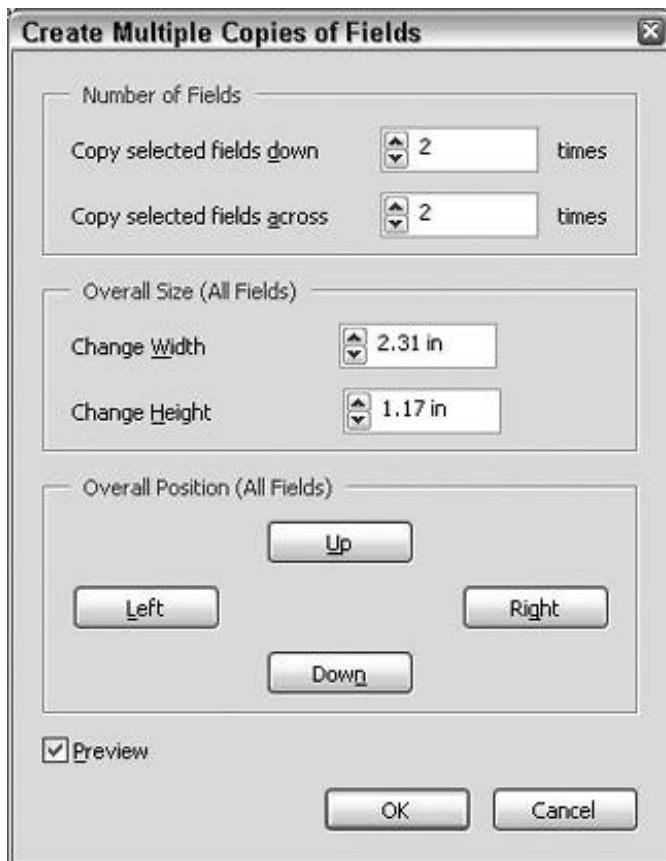 Create Multiple Copies of Fields
Number of Fields
Copy selected fields down 2 times
Copy selected fields across 2 times
Overall Size (All Fields)
Change Width 2.31 in
Change Height 1.17 in
Overall Position (All Fields)
Up
Left Right
Down
Preview
OK Cancel